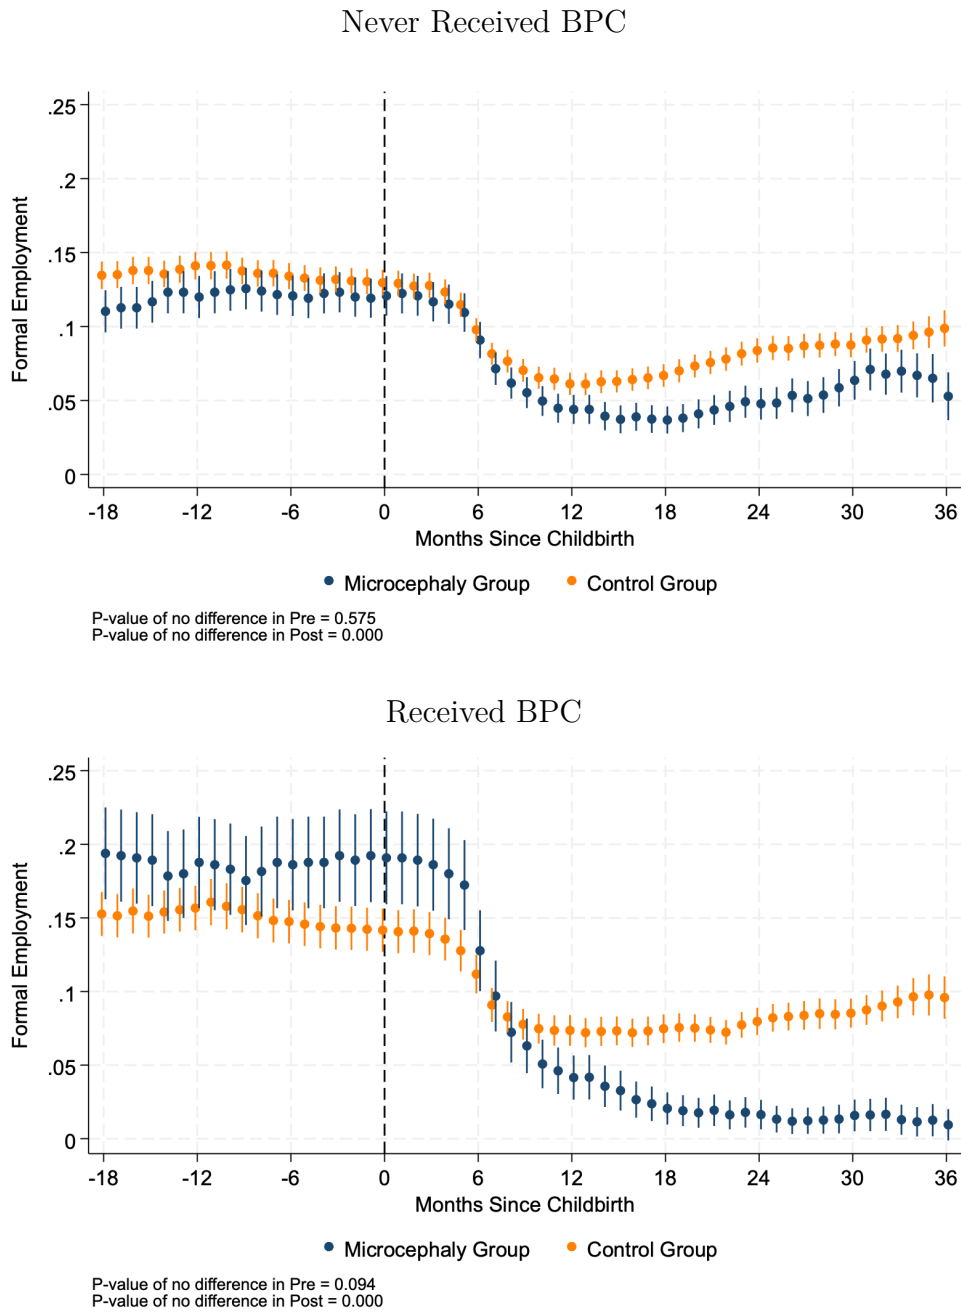 Never Received BPC
.25
.2
.15
.1
.05
0
Formal Employment
-18 -12 -6 0 6 12 18 24 30 36
Months Since Childbirth
Microcephaly Group Control Group
P-value of no difference in Pre = 0.575
P-value of no difference in Post = 0.000
Received BPC
.25
.2
.15
.1
.05
0
Formal Employment
-18 -12 -6 0 6 12 18 24 30 36
Months Since Childbirth
Microcephaly Group Control Group
P-value of no difference in Pre = 0.094
P-value of no difference in Post = 0.000